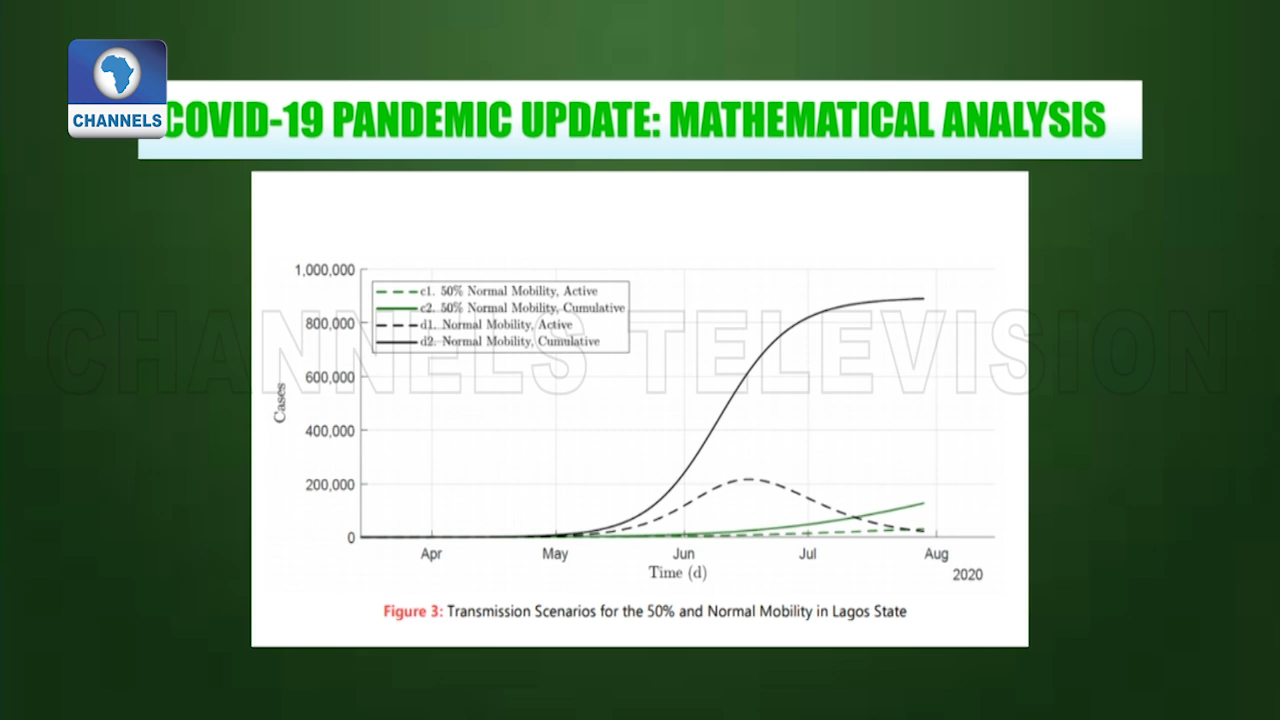 CHANNELS
COVID-19 PANDEMIC UPDATE: MATHEMATICAL ANALYSIS
1,000,000
800,000
600,000
400,000
200,000
0
Cases
c1. 50% Normal Mobility, Active
c2. 50% Normal Mobility, Cumulative
d1. Normal Mobility, Active
d2. Normal Mobility, Cumulative
CHANNELS TELEVISION
Apr May Jun Jul Aug
Time (d)
2020
Figure 3: Transmission Scenarios for the 50% and Normal Mobility in Lagos State